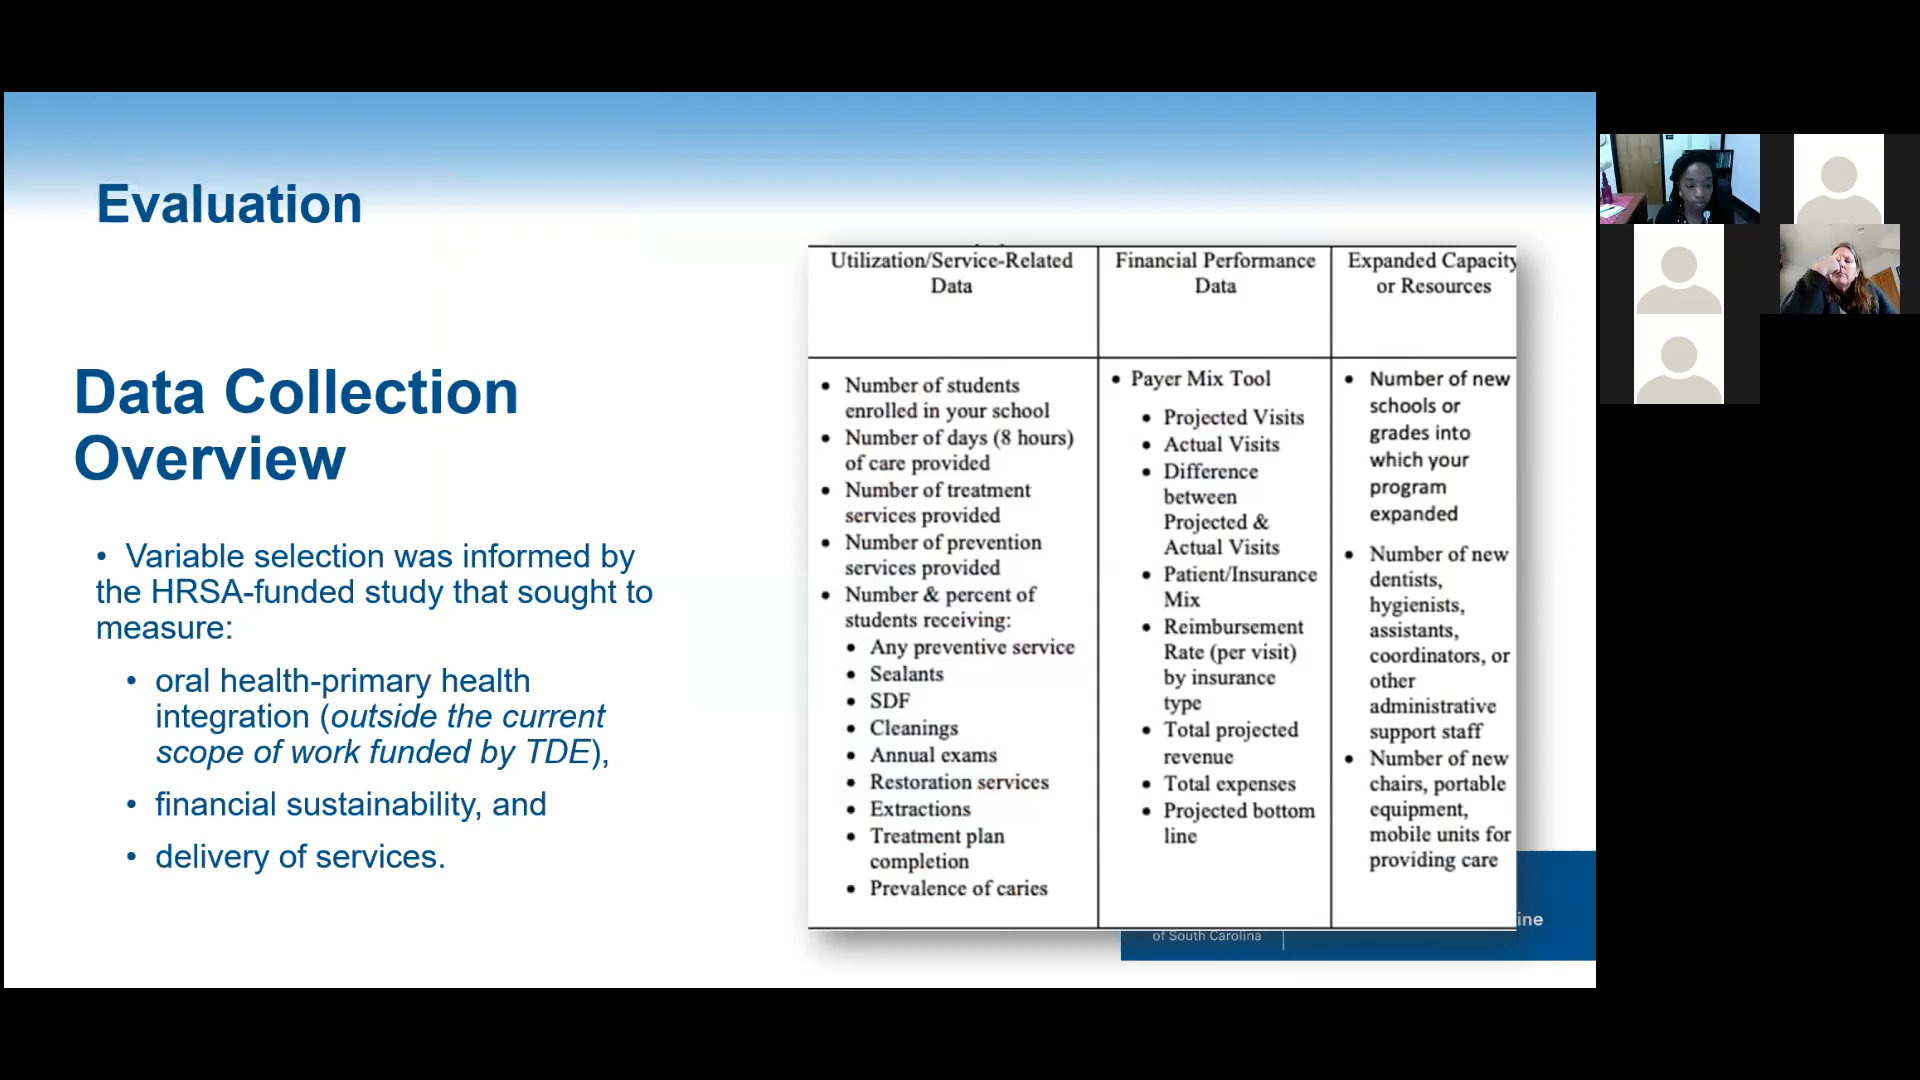 Evaluation
Data Collection
Overview
• Variable selection was informed by
the HRSA-funded study that sought to
measure:
• oral health-primary health
integration (outside the current
scope of work funded by TDE),
• financial sustainability, and
• delivery of services.
Utilization/Service-Related
Data
• Number of students
enrolled in your school
• Number of days (8 hours)
of care provided
• Number of treatment
services provided
• Number of prevention
services provided
• Number & percent of
students receiving:
• Any preventive service
• Sealants
• SDF
• Cleanings
• Annual exams
• Restoration services
• Extractions
• Treatment plan
completion
• Prevalence of caries
Financial Performance
Data
• Payer Mix Tool
• Projected Visits
• Actual Visits
• Difference
between
Projected &
Actual Visits
• Patient/Insurance
Mix
• Reimbursement
Rate (per visit)
by insurance
type
• Total projected
revenue
• Total expenses
• Projected bottom
line
Expanded Capacity
or Resources
• Number of new
schools or
grades into
which your
program
expanded
• Number of new
dentists,
hygienists,
assistants,
coordinators, or
other
administrative
support staff
• Number of new
chairs, portable
equipment,
mobile units for
providing care
of South Carolina
ine